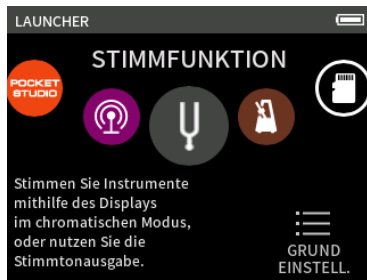 LAUNCHER
STIMMFUNKTION
POCKET
STUDIO
Stimmen Sie Instrumente
mithilfe des Displays
im chromatischen Modus,
oder nutzen Sie die
Stimmtonausgabe.
GRUND
EINSTELL.